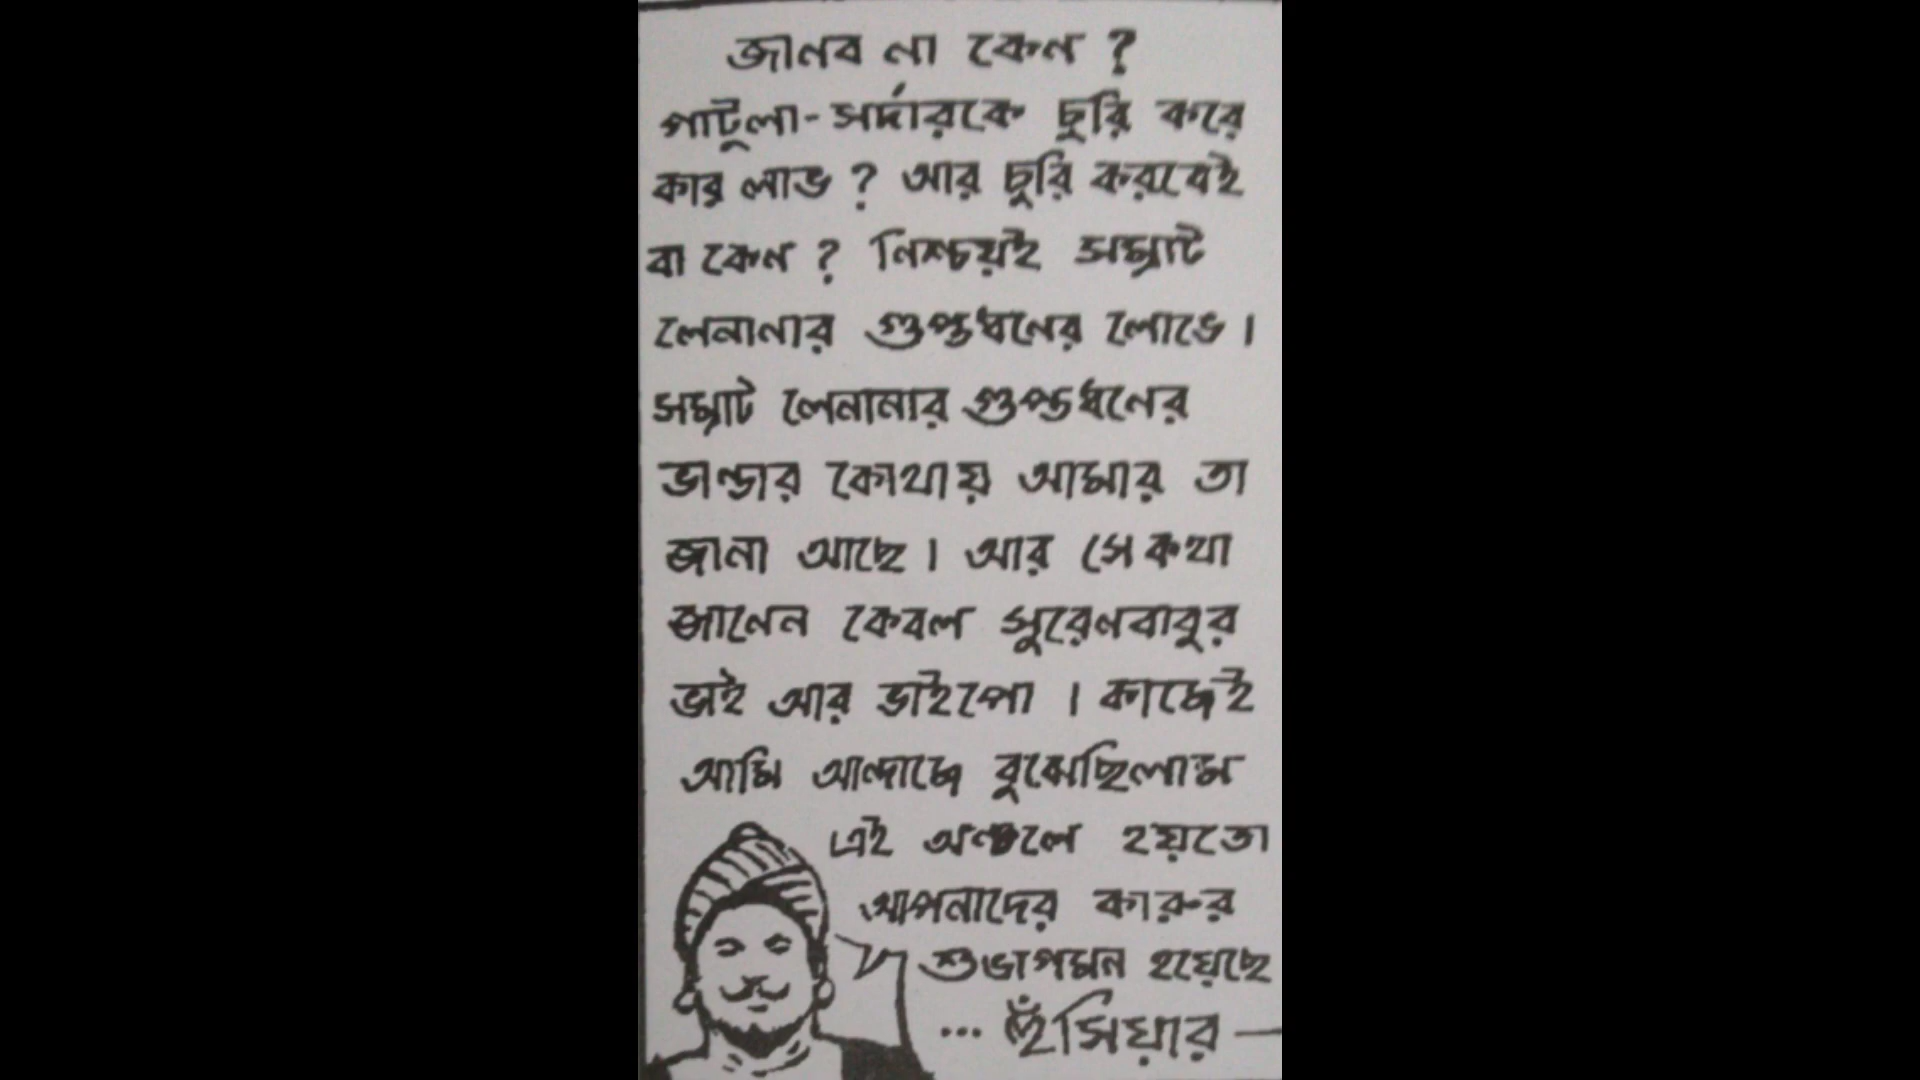 জানব না কেন ?
পাটুলা-সর্দারকে চুরি করে
কার লাভ ? আর চুরি করবেই
বা কেন ? নিশ্চয়ই সম্রাট
লেনানার গুপ্তধনের লোভে ।
সম্রাট লেনানার গুপ্তধনের
ভান্ডার কোথায় আমার তা
জানা আছে । আর সে কথা
জানেন কেবল সুরেনবাবুর
ভাই আর ভাইপো । কাজেই
আমি আন্দাজে বুঝেছিলাম
এই অঞ্চলে হয়তো
আপনাদের কারুর
শুভাগমন হয়েছে
... হুঁসিয়ার —